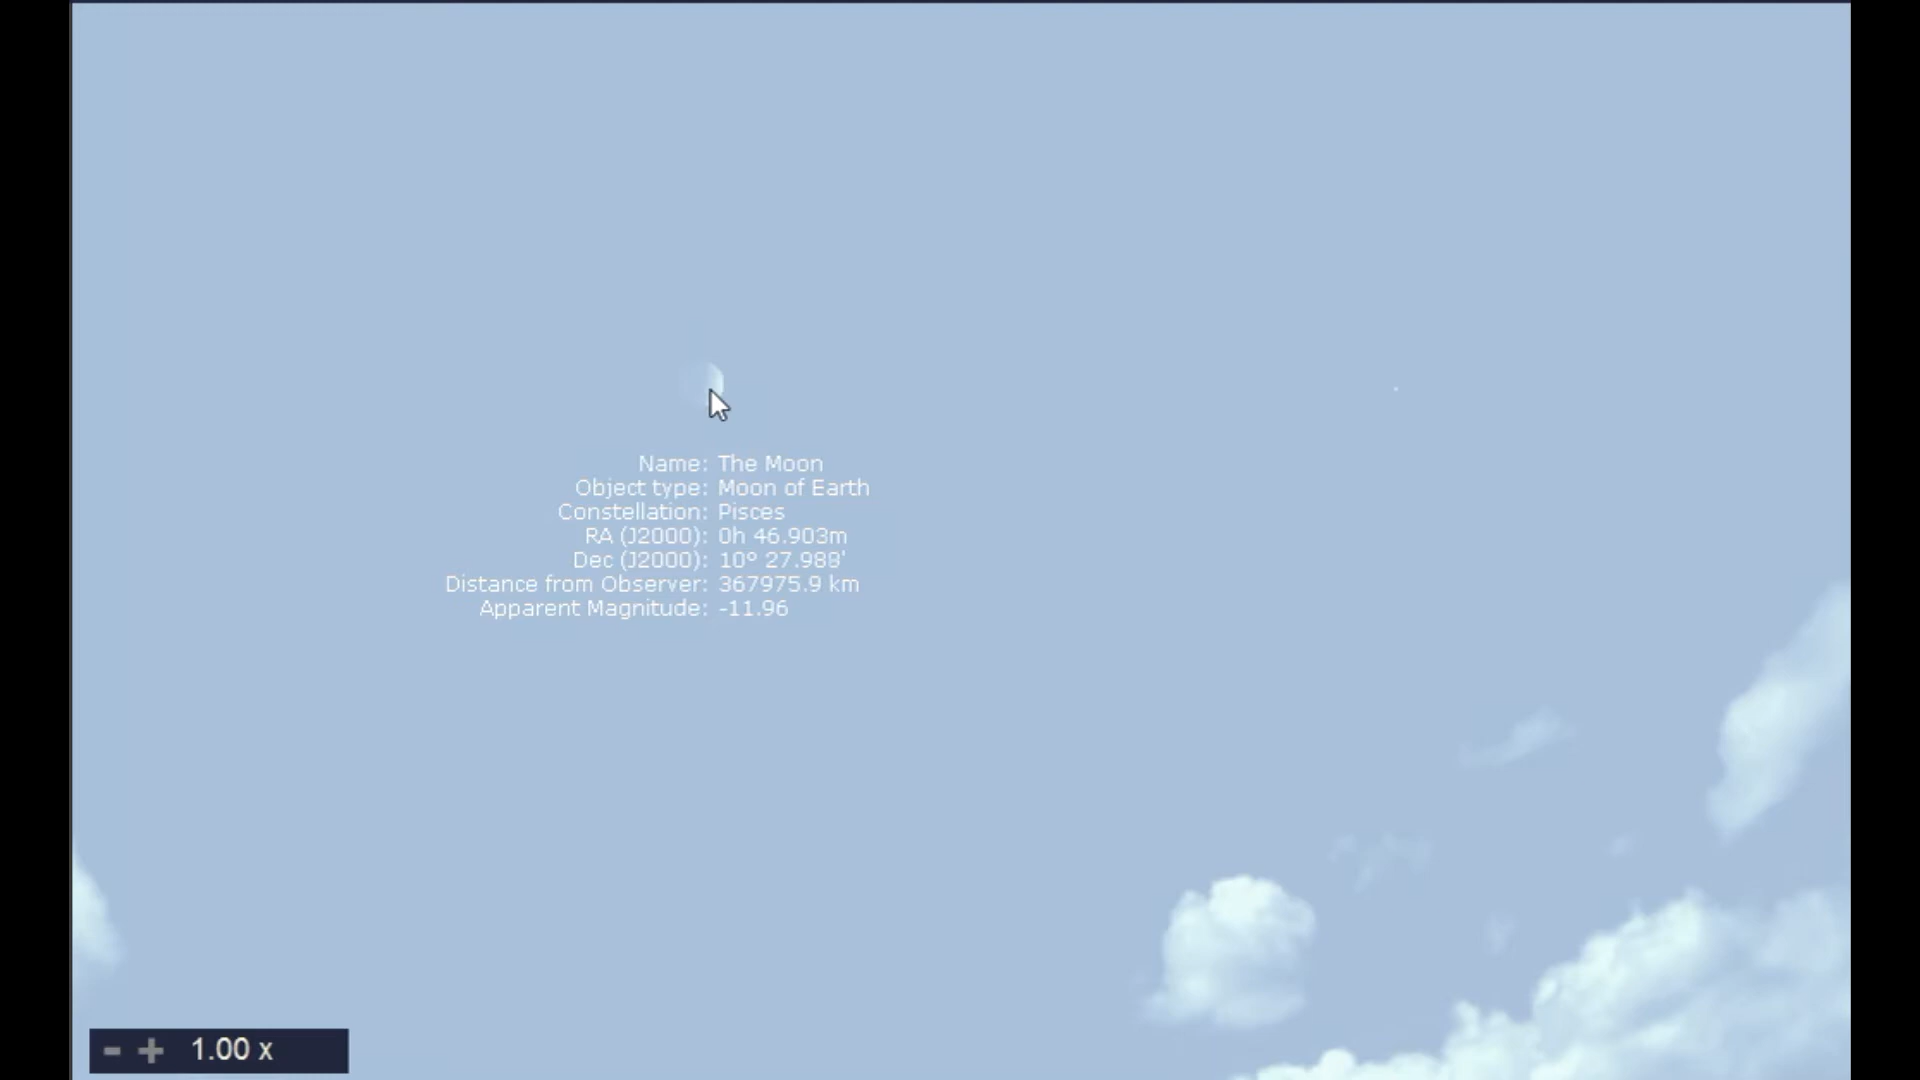 Name: The Moon
Object type: Moon of Earth
Constellation: Pisces
RA (J2000): 0h 46.903m
Dec (J2000): 10° 27.988'
Distance from Observer: 367975.9 km
Apparent Magnitude: -11.96
1.00 x